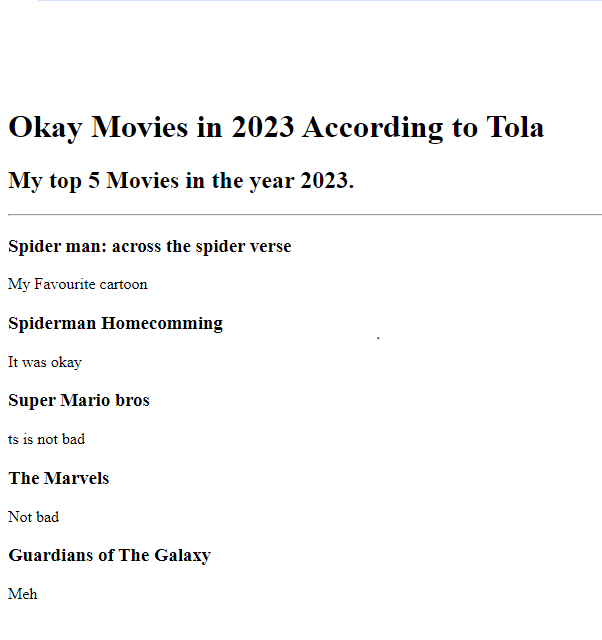 Okay Movies in 2023 According to Tola
My top 5 Movies in the year 2023.
Spider man: across the spider verse
My Favourite cartoon
Spiderman Homecomming
It was okay
Super Mario bros
ts is not bad
The Marvels
Not bad
Guardians of The Galaxy
Meh